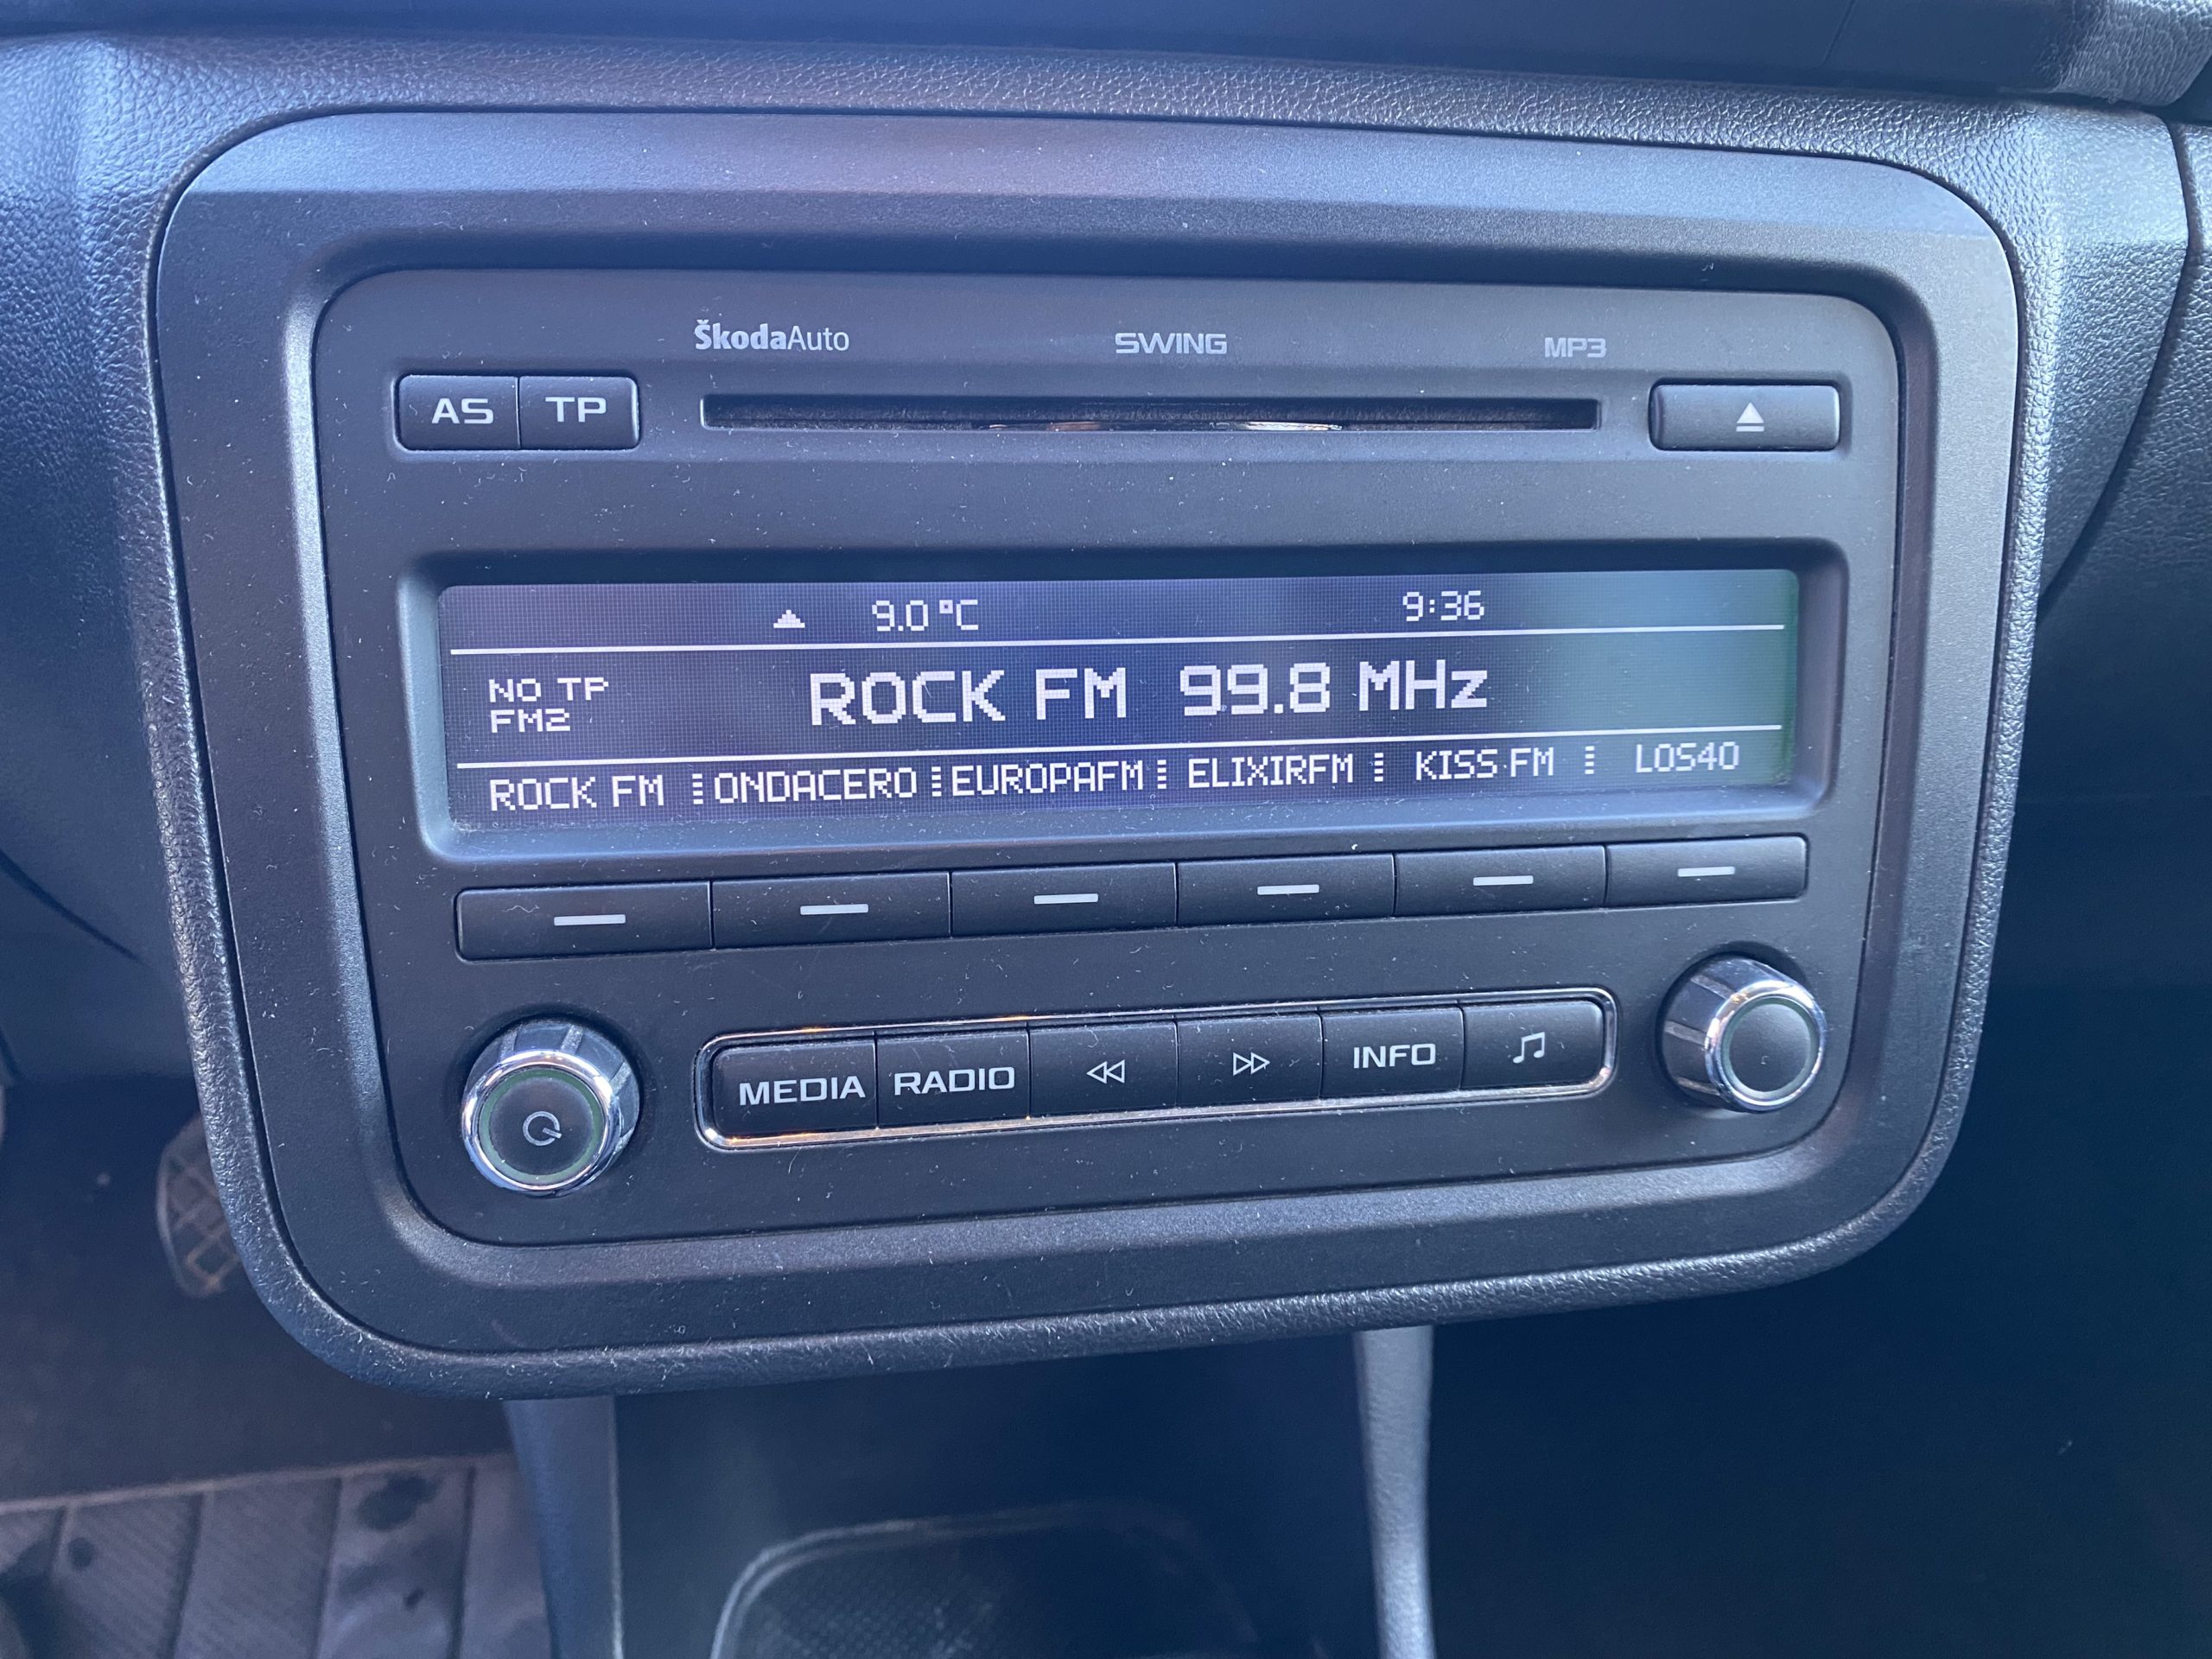 ŠkodaAuto SWING MP3
AS TP
9.0 °C 9:36
NO TP
FM2
ROCK FM 99.8 MHz
ROCK FM ONDACERO EUROPAFM ELIXIRFM KISS FM LOS40
MEDIA RADIO INFO